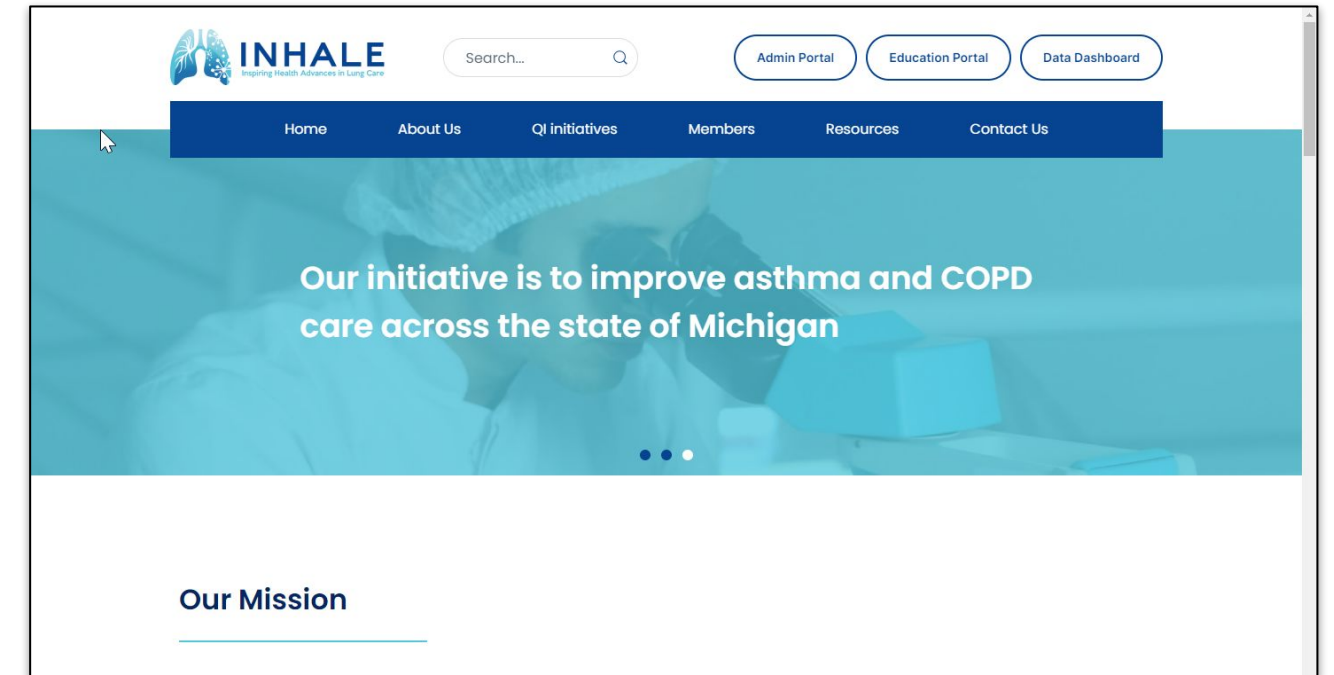 INHALE
Inspiring Health Advances in Lung Care
Search...
Admin Portal
Education Portal
Data Dashboard
Home
About Us
QI initiatives
Members
Resources
Contact Us
Our initiative is to improve asthma and COPD
care across the state of Michigan
Our Mission